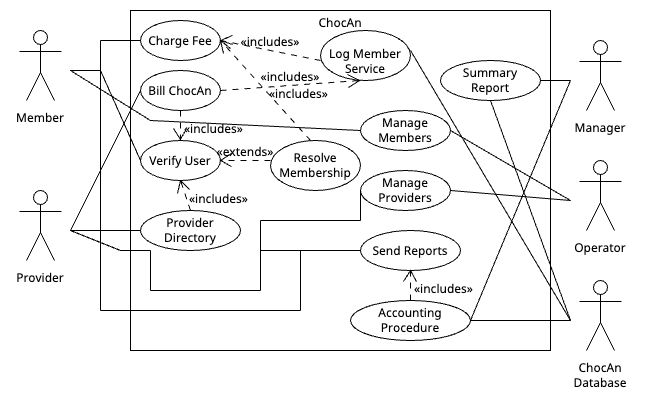 ChocAn
Charge Fee
«includes»
Log Member
Service
Member
Bill ChocAn
«includes»
«includes»
Summary
Report
Manager
«includes»
Manage
Members
Verify User
«extends»
Resolve
Membership
Manage
Providers
«includes»
Provider
Directory
Provider
Operator
Send Reports
«includes»
Accounting
Procedure
ChocAn
Database